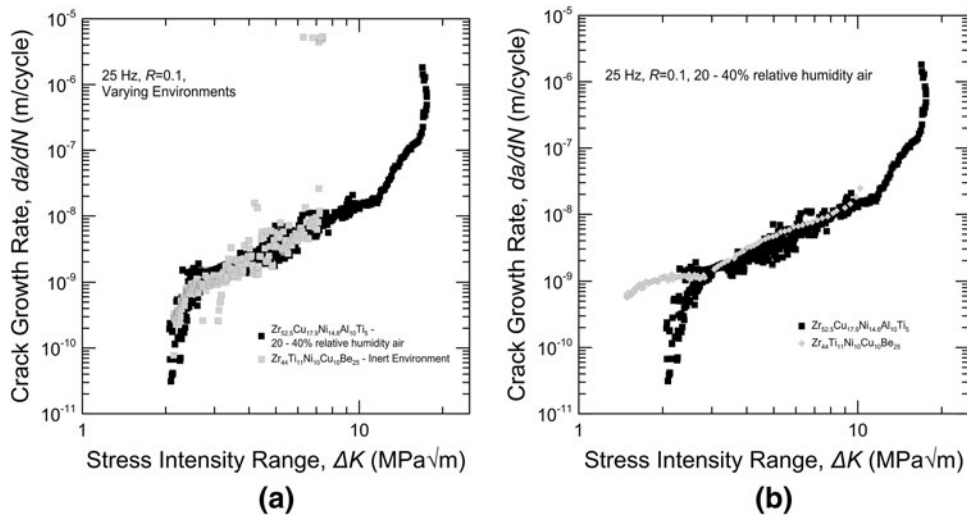 Crack Growth Rate, da/dN (m/cycle)
10⁻⁵
10⁻⁶
10⁻⁷
10⁻⁸
10⁻⁹
10⁻¹⁰
10⁻¹¹
25 Hz, R=0.1,
Varying Environments
Zr₅₂.₅Cu₁₇.₉Ni₁₄.₆Al₁₀Ti₅ -
20 - 40% relative humidity air
Zr₄₄Ti₁₁Ni₁₀Cu₁₀Be₂₅ - Inert Environment
1
10
Stress Intensity Range, ΔK (MPa√m)
(a)
Crack Growth Rate, da/dN (m/cycle)
10⁻⁵
10⁻⁶
10⁻⁷
10⁻⁸
10⁻⁹
10⁻¹⁰
10⁻¹¹
25 Hz, R=0.1, 20 - 40% relative humidity air
Zr₅₂.₅Cu₁₇.₉Ni₁₄.₆Al₁₀Ti₅
Zr₄₄Ti₁₁Ni₁₀Cu₁₀Be₂₅
1
10
Stress Intensity Range, ΔK (MPa√m)
(b)